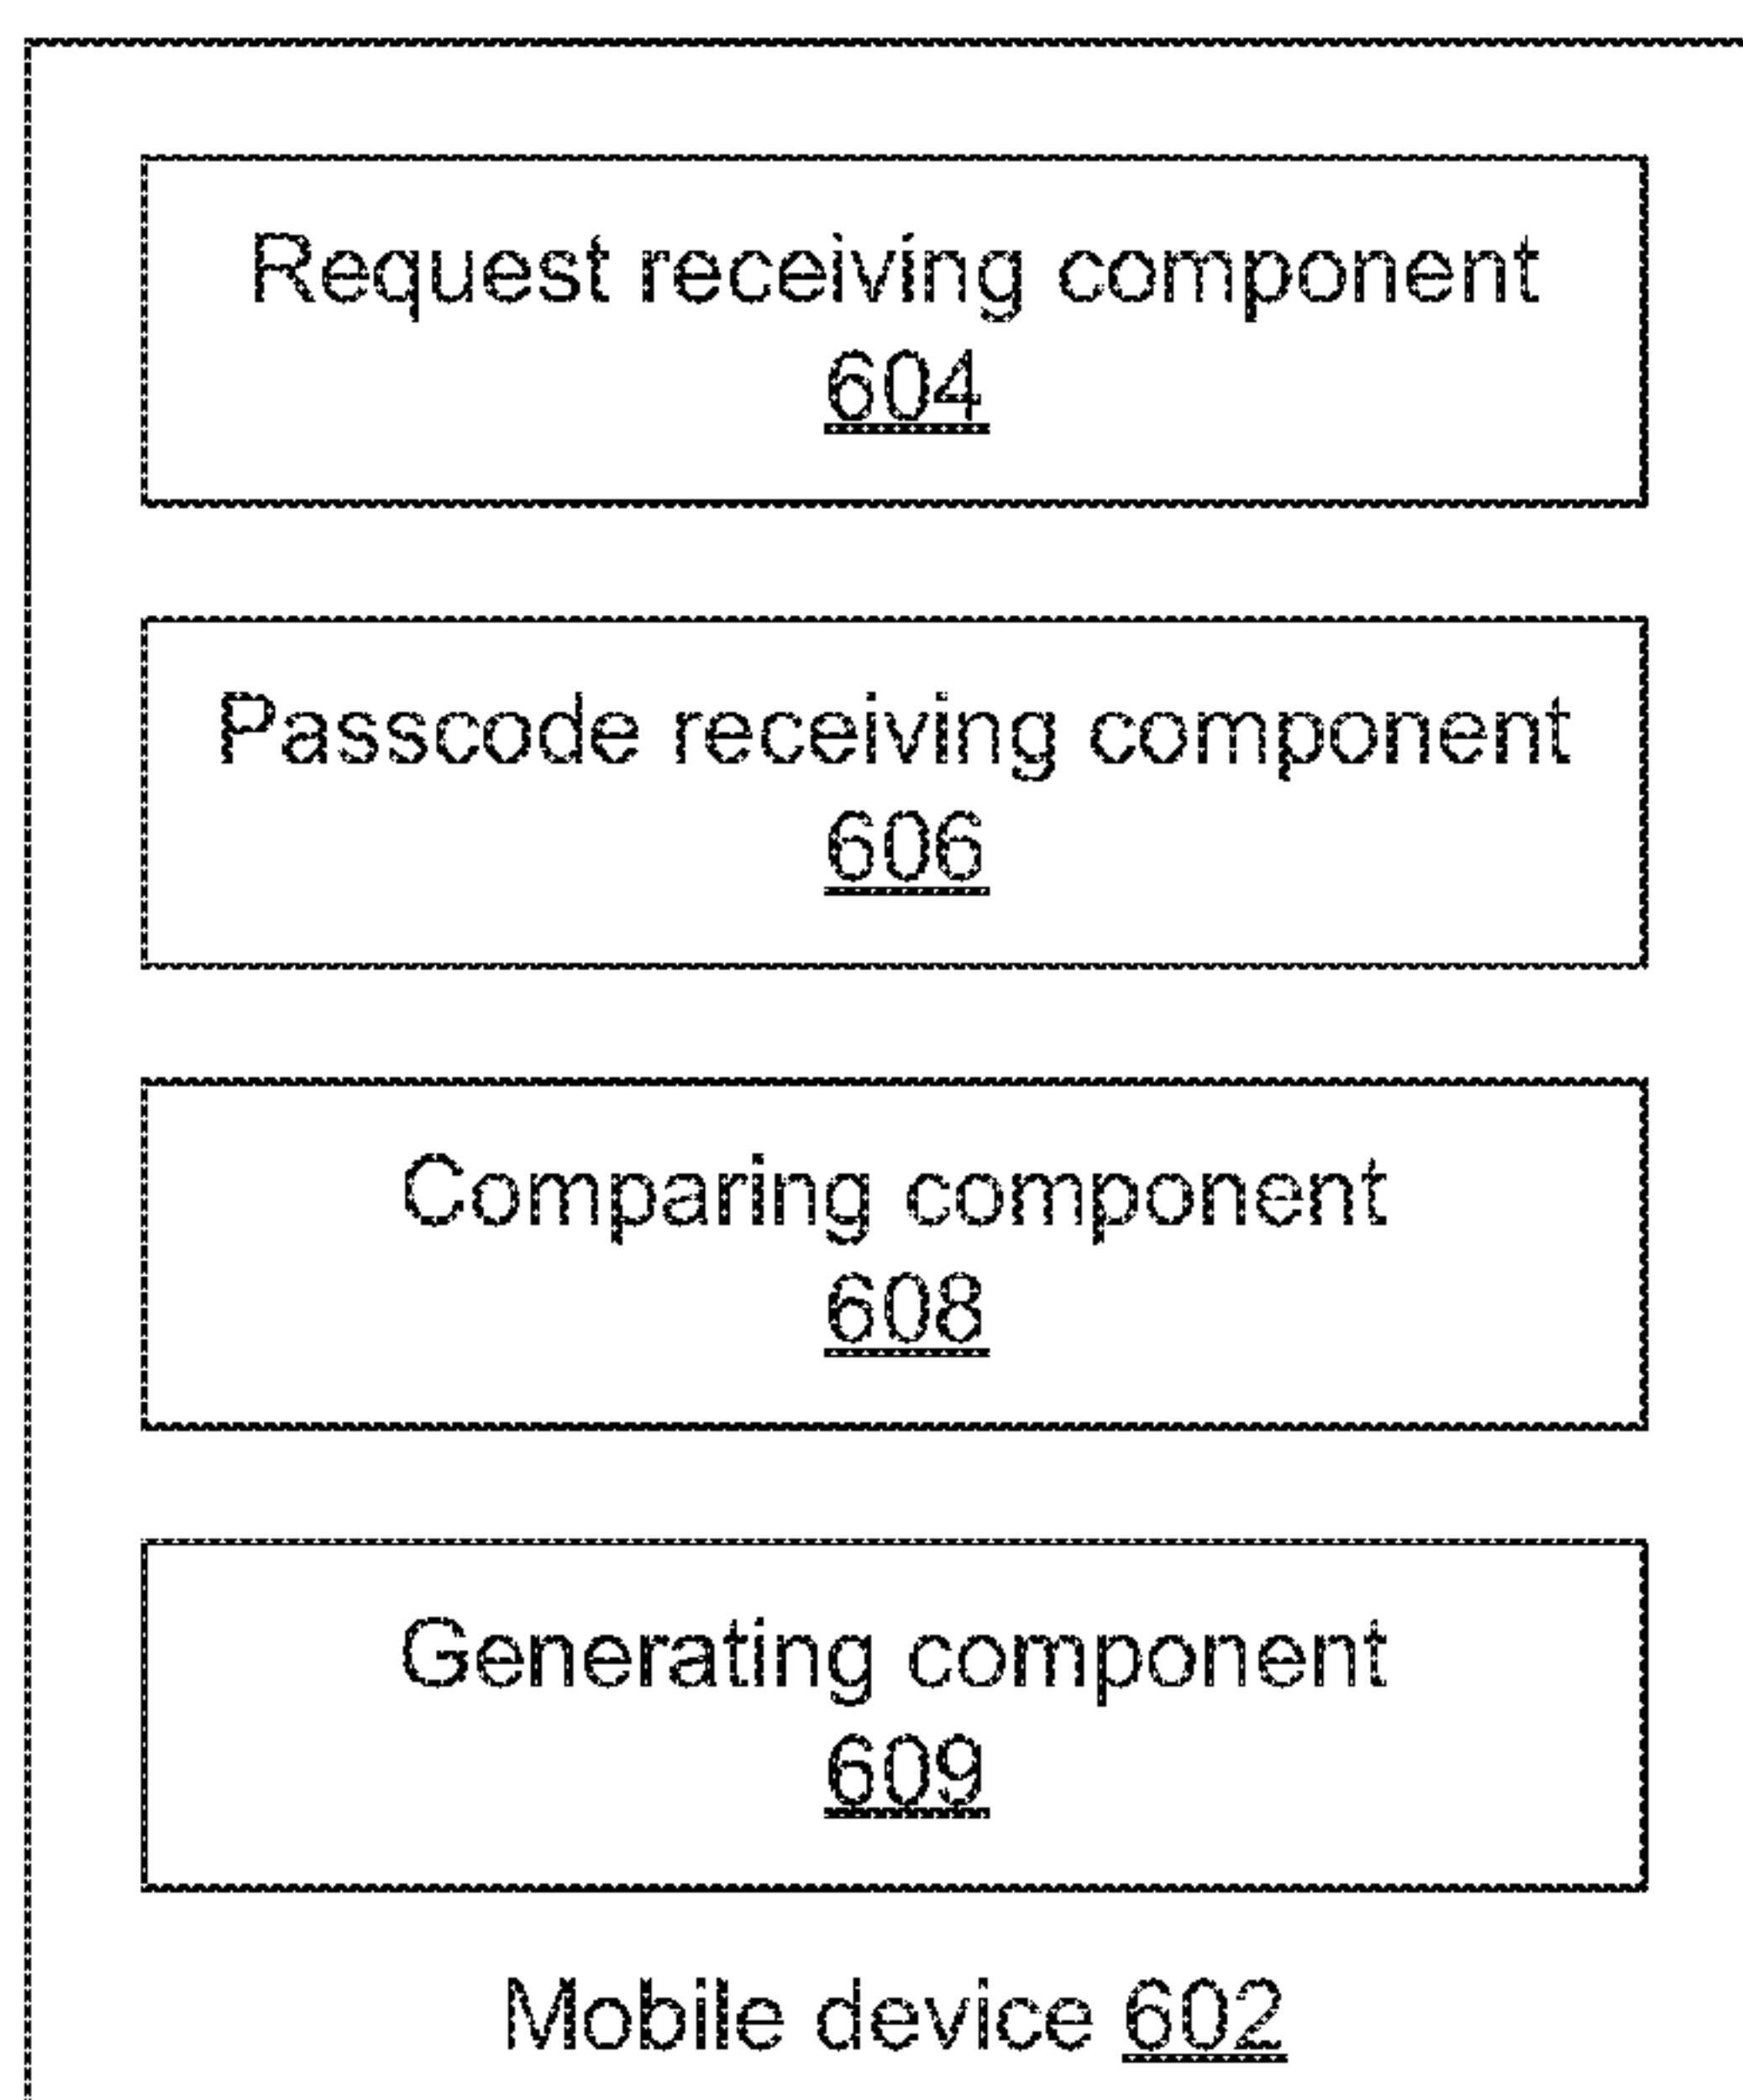 Request receiving component
604
Passcode receiving component
606
Comparing component
608
Generating component
609
Mobile device 602